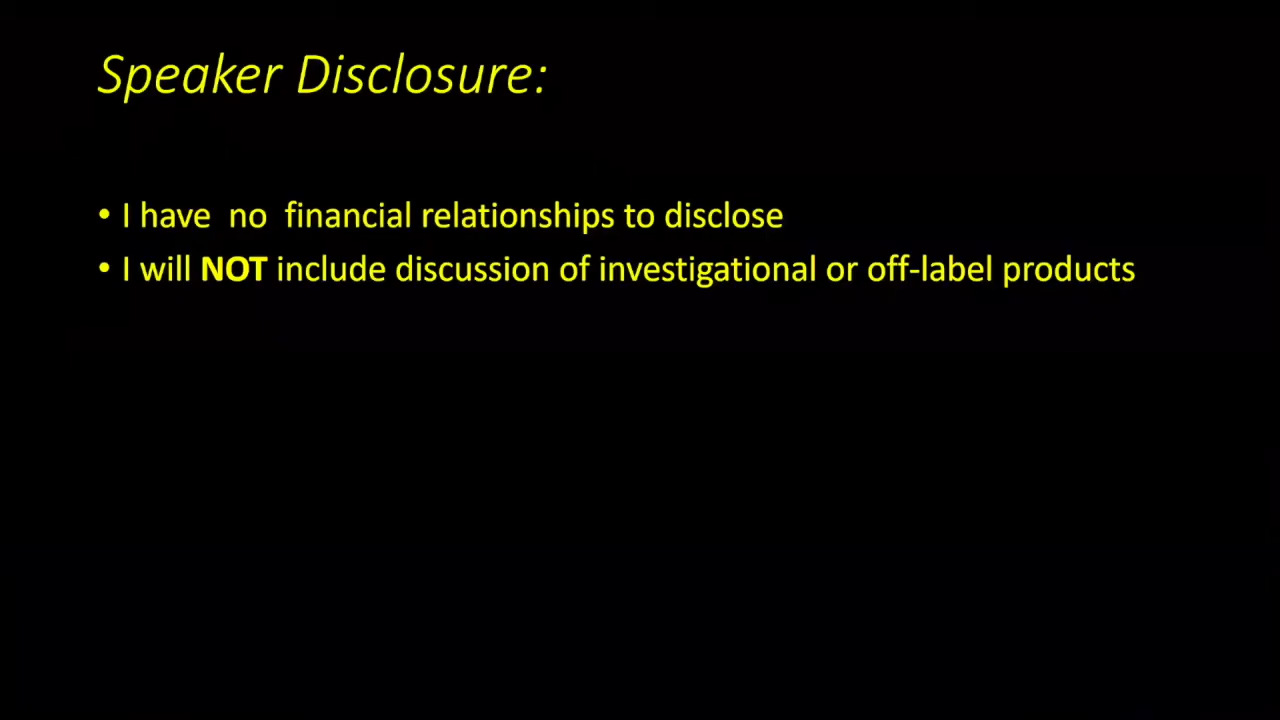 Speaker Disclosure:
• I have no financial relationships to disclose
• I will NOT include discussion of investigational or off-label products